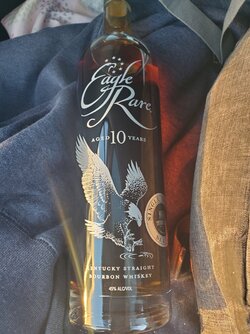 Eagle
Rare
AGED 10 YEARS
KENTUCKY STRAIGHT
BOURBON WHISKEY
45% ALC/VOL